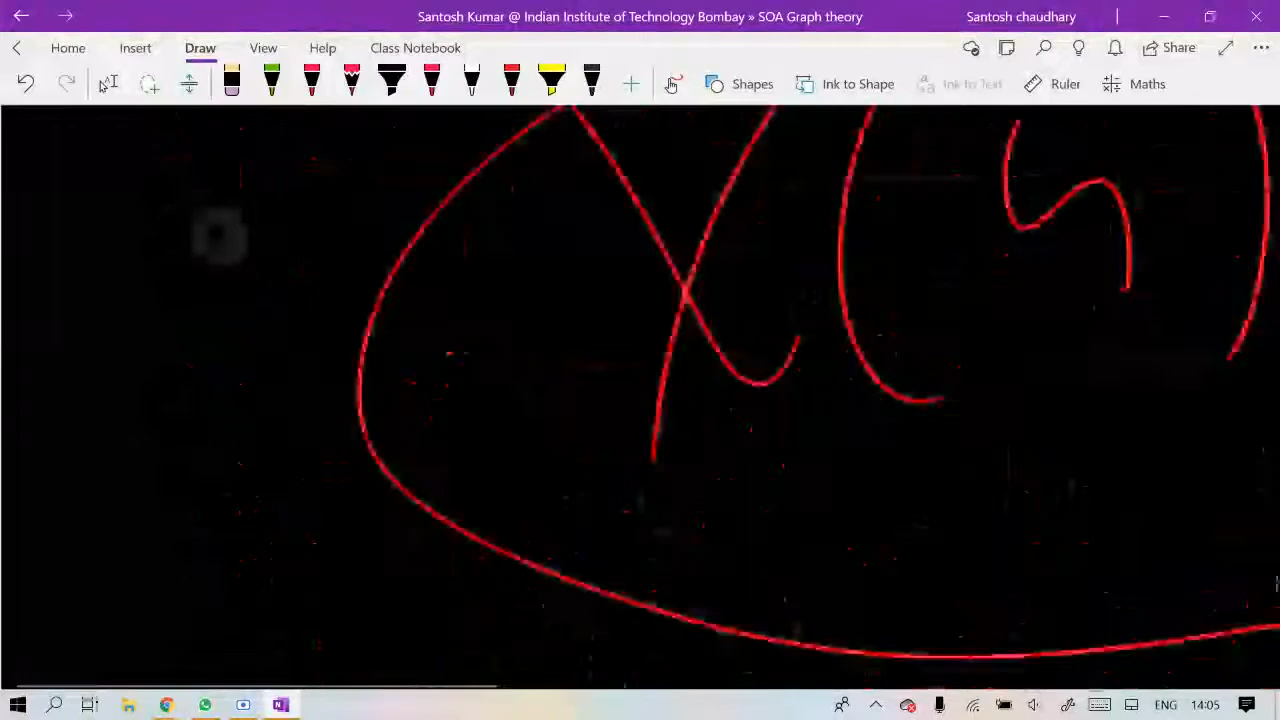 Santosh Kumar @ Indian Institute of Technology Bombay » SOA Graph theory Santosh chaudhary
Home Insert Draw View Help Class Notebook Share
Shapes Ink to Shape Ink to Text Ruler Maths
ENG 14:05